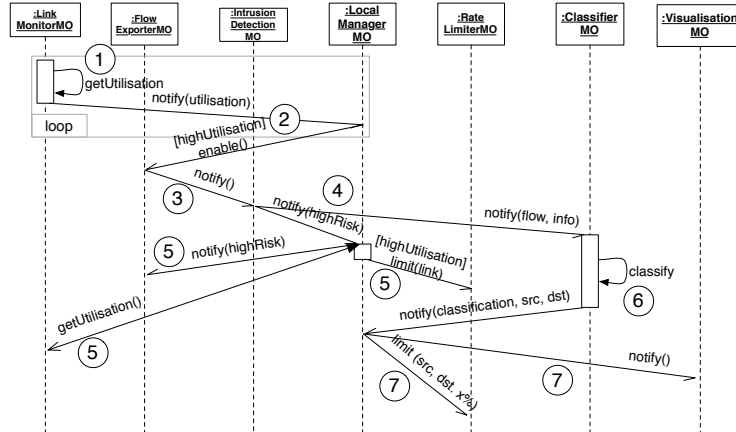 :Link
MonitorMO
:Flow
ExporterMO
:Intrusion
Detection
MO
:Local
Manager
MO
:Rate
LimiterMO
:Classifier
MO
:Visualisation
MO
1
getUtilisation
notify(utilisation)
2
loop
[highUtilisation]
enable()
3
notify()
4
notify(highRisk)
notify(flow, info)
5
notify(highRisk)
[highUtilisation]
limit(link)
5
classify
6
getUtilisation()
5
notify(classification, src, dst)
limit (src, dst. x%)
7
7
notify()